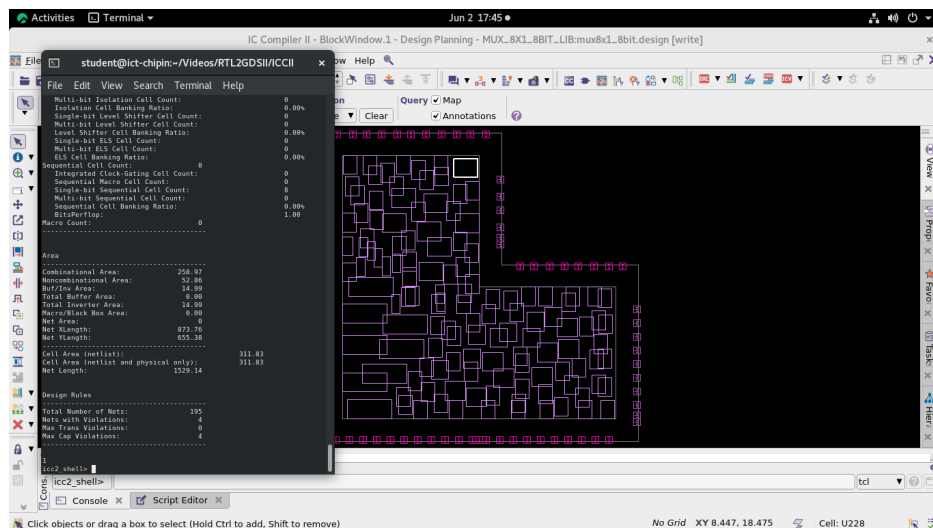 Activities Terminal ▾ Jun 2 17:45 ●
IC Compiler II - BlockWindow.1 - Design Planning - MUX_8X1_8BIT_LIB:mux8x1_8bit.design [write]
File
ow Help
student@ict-chipin:~/Videos/RTL2GDSII/ICCII ×
File Edit View Search Terminal Help
on Query ✓ Map
e ▾ Clear ✓ Annotations
Multi-bit Isolation Cell Count: 0
Isolation Cell Banking Ratio: 0.00%
Single-bit Level Shifter Cell Count: 0
Multi-bit Level Shifter Cell Count: 0
Level Shifter Cell Banking Ratio: 0.00%
Single-bit ELS Cell Count: 0
Multi-bit ELS Cell Count: 0
ELS Cell Banking Ratio: 0.00%
Sequential Cell Count: 8
Integrated Clock-Gating Cell Count: 0
Sequential Macro Cell Count: 0
Single-bit Sequential Cell Count: 8
Multi-bit Sequential Cell Count: 0
Sequential Cell Banking Ratio: 0.00%
BitsPerflop: 1.00
Macro Count: 0
Area
Combinational Area: 258.97
Noncombinational Area: 52.86
Buf/Inv Area: 14.99
Total Buffer Area: 0.00
Total Inverter Area: 14.99
Macro/Black Box Area: 0.00
Net Area: 0
Net XLength: 873.76
Net YLength: 655.38
Cell Area (netlist): 311.83
Cell Area (netlist and physical only): 311.83
Net Length: 1529.14
Design Rules
Total Number of Nets: 195
Nets with Violations: 4
Max Trans Violations: 0
Max Cap Violations: 4
1
icc2_shell>
View
Prop
Favo
Task
Hier
Cons
icc2_shell> tcl
Console × Script Editor ×
Click objects or drag a box to select (Hold Ctrl to add, Shift to remove) No Grid XY 8.447, 18.475 Cell: U228